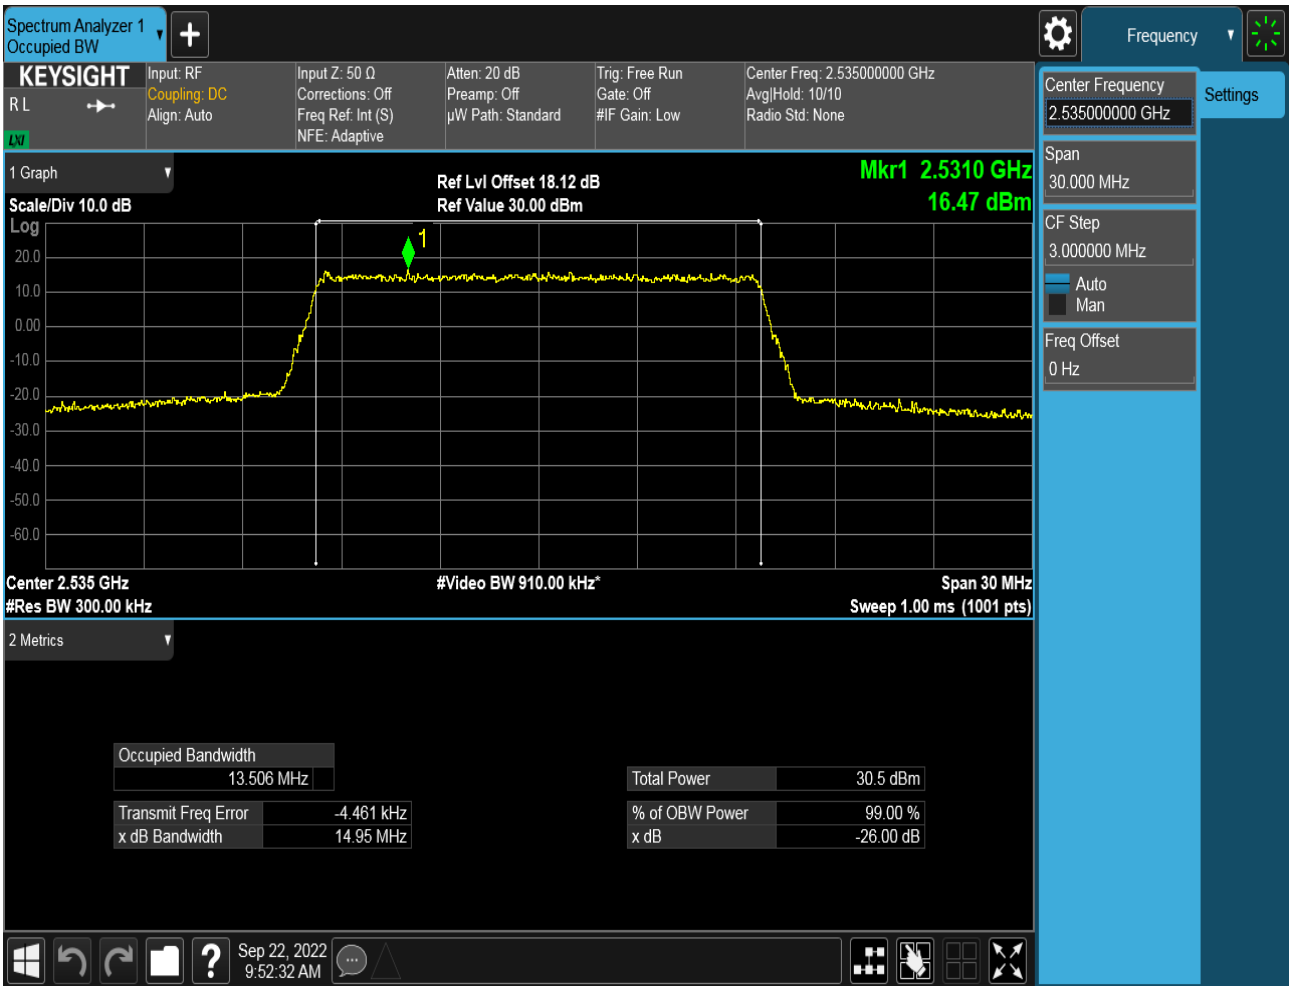 Spectrum Analyzer 1
Occupied BW
Frequency
KEYSIGHT
R L
LXI
Input: RF
Coupling: DC
Align: Auto
Input Z: 50 Ω
Corrections: Off
Freq Ref: Int (S)
NFE: Adaptive
Atten: 20 dB
Preamp: Off
µW Path: Standard
Trig: Free Run
Gate: Off
#IF Gain: Low
Center Freq: 2.535000000 GHz
Avg|Hold: 10/10
Radio Std: None
Center Frequency
2.535000000 GHz
Settings
Span
30.000 MHz
CF Step
3.000000 MHz
Auto
Man
Freq Offset
0 Hz
1 Graph
Scale/Div 10.0 dB
Ref Lvl Offset 18.12 dB
Ref Value 30.00 dBm
Mkr1 2.5310 GHz
16.47 dBm
Log
1
20.0
10.0
0.00
-10.0
-20.0
-30.0
-40.0
-50.0
-60.0
Center 2.535 GHz
#Video BW 910.00 kHz*
Span 30 MHz
#Res BW 300.00 kHz
Sweep 1.00 ms (1001 pts)
2 Metrics
Occupied Bandwidth
13.506 MHz
Total Power 30.5 dBm
Transmit Freq Error -4.461 kHz
% of OBW Power 99.00 %
x dB Bandwidth 14.95 MHz
x dB -26.00 dB
?
Sep 22, 2022
9:52:32 AM